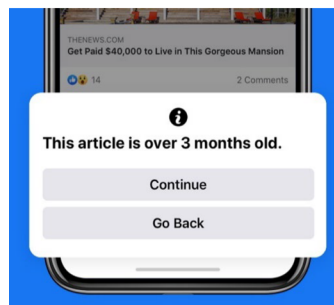 THENEWS.COM
Get Paid $40,000 to Live in This Gorgeous Mansion
14
2 Comments
This article is over 3 months old.
Continue
Go Back